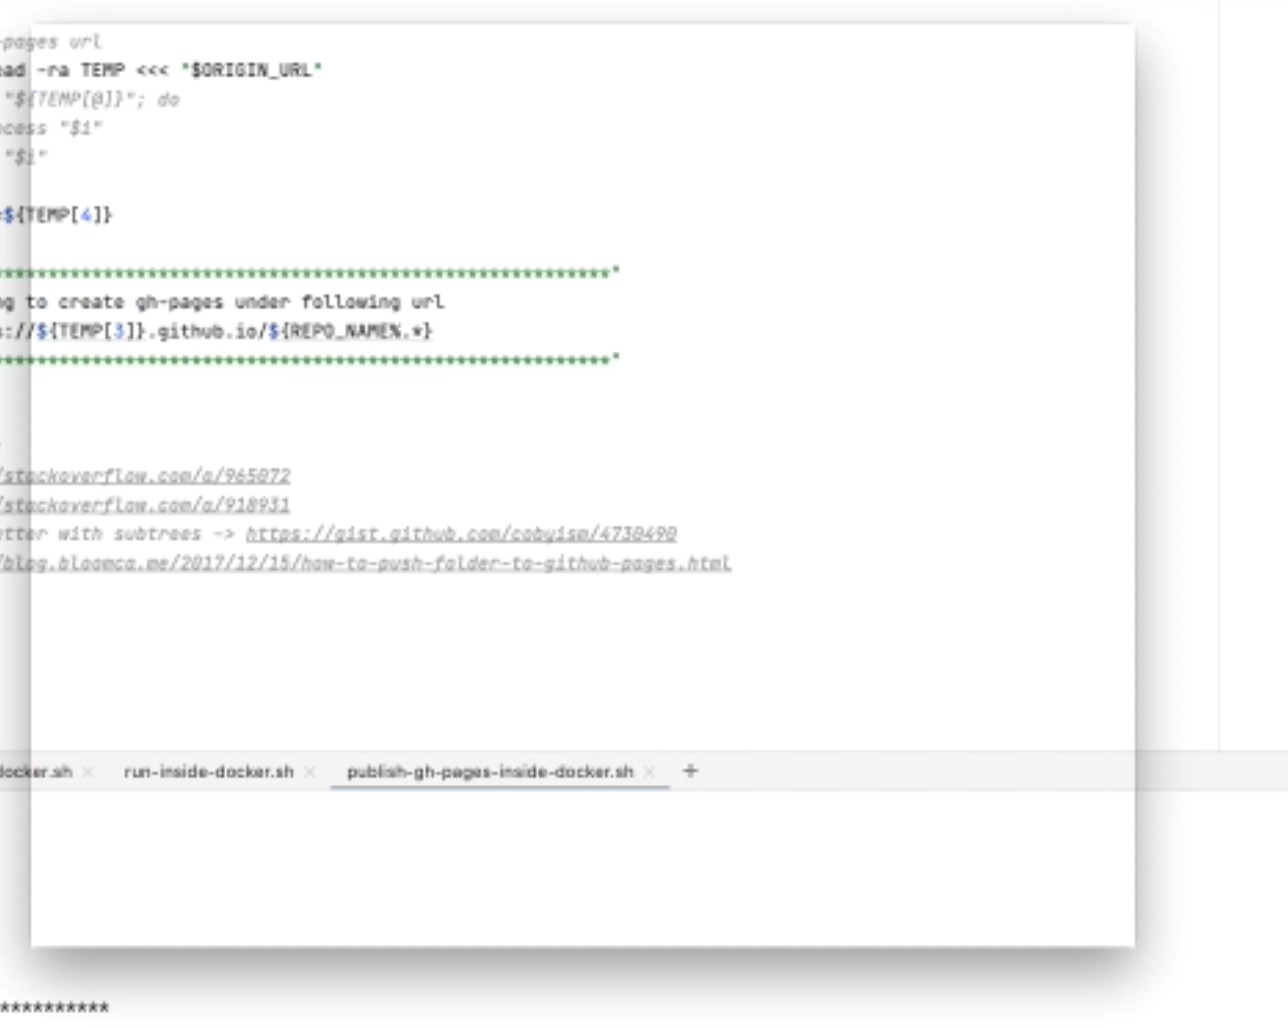 -pages url
ead -ra TEMP <<< "$ORIGIN_URL"
"${TEMP[@]}"; do
ocess "$i"
"$i"
=${TEMP[4]}
*******************************************************"
ng to create gh-pages under following url
s://${TEMP[3]}.github.io/${REPO_NAME%.*}
*******************************************************"
/stackoverflow.com/a/965072
/stackoverflow.com/a/918931
etter with subtrees -> https://gist.github.com/cobyism/4730490
/blog.bloomca.me/2017/12/15/how-to-push-folder-to-github-pages.html
docker.sh × run-inside-docker.sh × publish-gh-pages-inside-docker.sh × +
**********